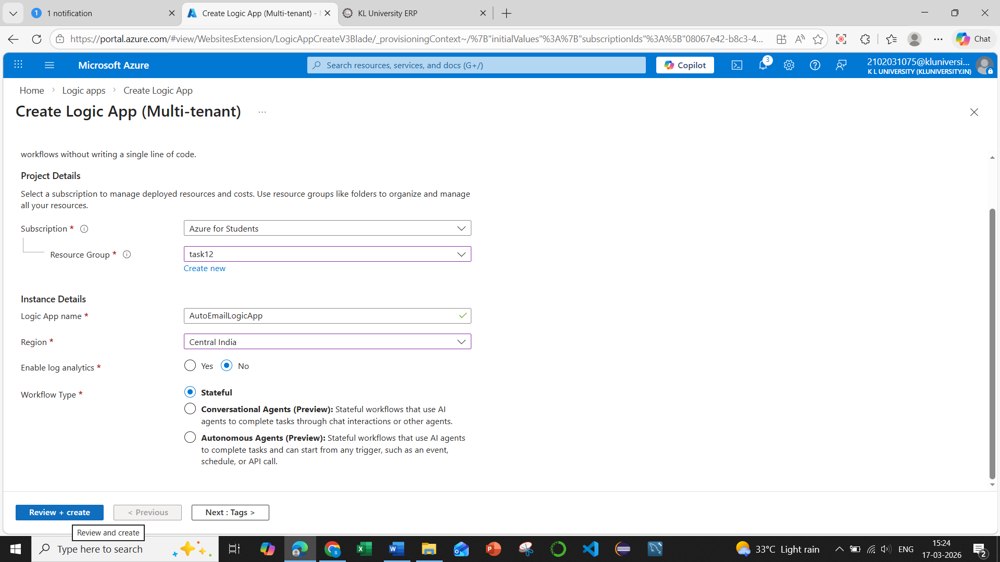 1
1 notification
Create Logic App (Multi-tenant) -
KL University ERP
https://portal.azure.com/#view/WebsitesExtension/LogicAppCreateV3Blade/_provisioningContext~/%7B"initialValues"%3A%7B"subscriptionIds"%3A%5B"08067e42-b8c3-4...
Chat
Microsoft Azure
Search resources, services, and docs (G+/)
Copilot
3
2102031075@kluniversi...
K L UNIVERSITY (KLUNIVERSITY.IN)
Home > Logic apps > Create Logic App
Create Logic App (Multi-tenant) ...
workflows without writing a single line of code.
Project Details
Select a subscription to manage deployed resources and costs. Use resource groups like folders to organize and manage
all your resources.
Subscription *
Azure for Students
Resource Group *
task12
Create new
Instance Details
Logic App name *
AutoEmailLogicApp
Region *
Central India
Enable log analytics *
Yes No
Workflow Type *
Stateful
Conversational Agents (Preview): Stateful workflows that use AI
agents to complete tasks through chat interactions or other agents.
Autonomous Agents (Preview): Stateful workflows that use AI agents
to complete tasks and can start from any trigger, such as an event,
schedule, or API call.
Review + create
< Previous
Next : Tags >
Review and create
Type here to search
33°C Light rain
ENG
15:24
17-03-2026
2